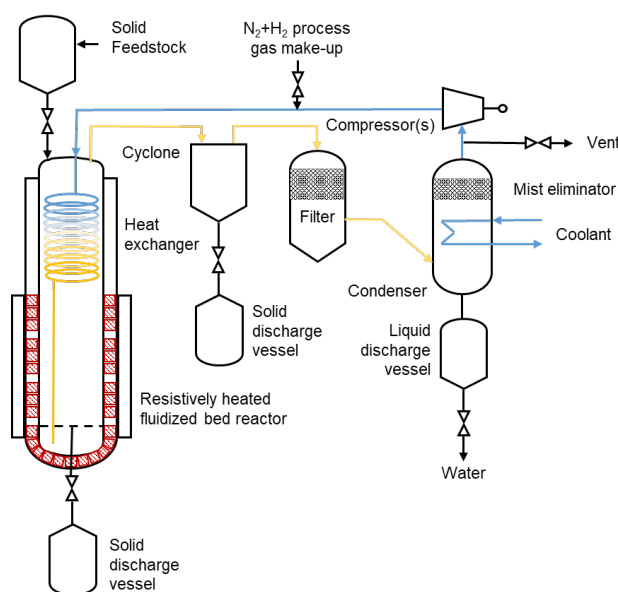 Solid
Feedstock
N₂+H₂ process
gas make-up
Compressor(s)
Vent
Cyclone
Mist eliminator
Filter
Heat
exchanger
Coolant
Condenser
Solid
discharge
vessel
Liquid
discharge
vessel
Resistively heated
fluidized bed reactor
Water
Solid
discharge
vessel